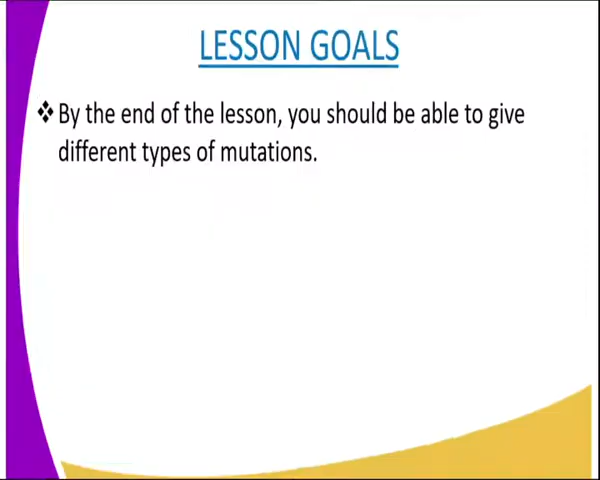 LESSON GOALS
❖By the end of the lesson, you should be able to give
different types of mutations.